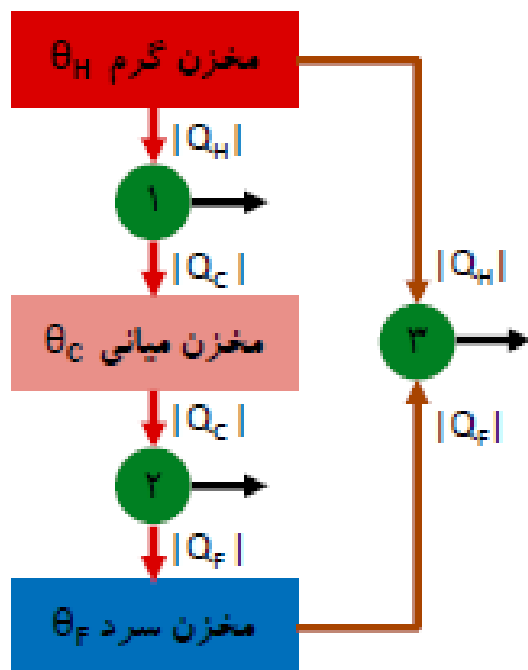 مخزن گرم θH
|QH|
۱
|QC|
مخزن میانی θC
|QC|
۲
|QF|
مخزن سرد θF
|QH|
۳
|QF|